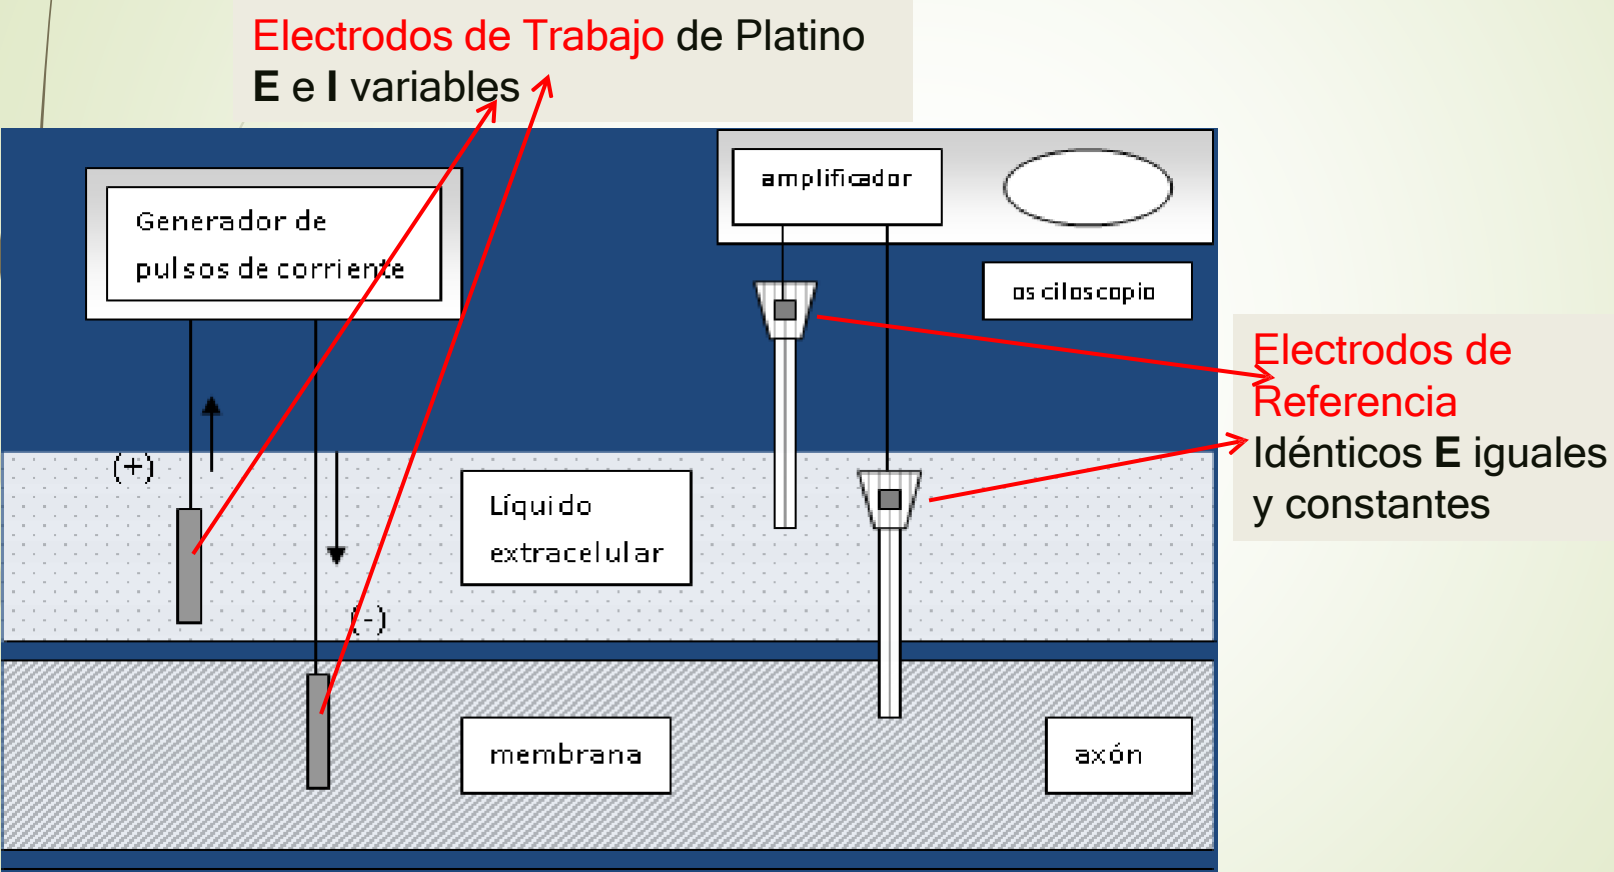 Electrodos de Trabajo de Platino
E e I variables
amplificador
Generador de
pulsos de corriente
osciloscopio
Electrodos de
Referencia
Idénticos E iguales
y constantes
(+)
Líquido
extracelular
(-)
membrana
axón